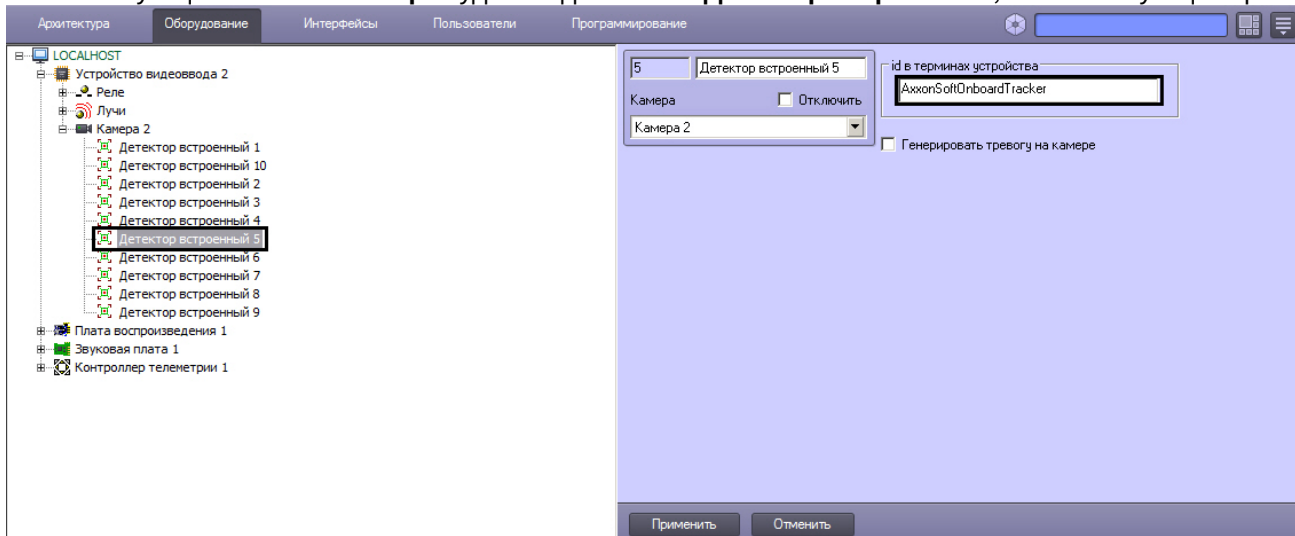 Архитектура Оборудование Интерфейсы Пользователи Программирование
LOCALHOST
Устройство видеоввода 2
Реле
Лучи
Камера 2
Детектор встроенный 1
Детектор встроенный 10
Детектор встроенный 2
Детектор встроенный 3
Детектор встроенный 4
Детектор встроенный 5
Детектор встроенный 6
Детектор встроенный 7
Детектор встроенный 8
Детектор встроенный 9
Плата воспроизведения 1
Звуковая плата 1
Контроллер телеметрии 1
5 Детектор встроенный 5
Камера Отключить
Камера 2
id в терминах устройства
AxxonSoftOnboardTracker
Генерировать тревогу на камере
Применить Отменить